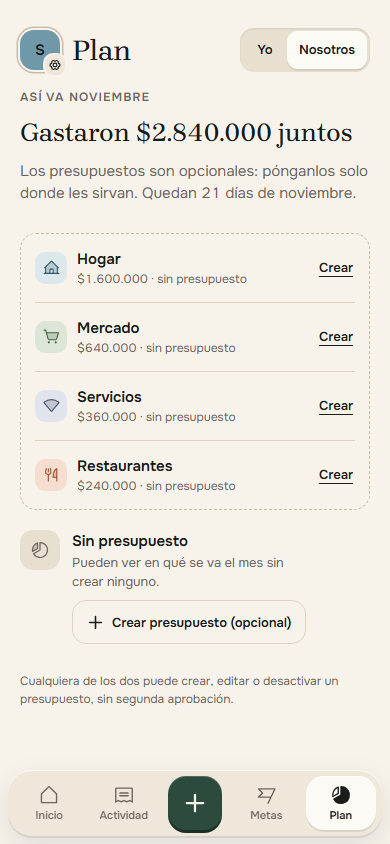 S
Plan
Yo
Nosotros
ASÍ VA NOVIEMBRE
Gastaron $2.840.000 juntos
Los presupuestos son opcionales: pónganlos solo
donde les sirvan. Quedan 21 días de noviembre.
Hogar
$1.600.000 · sin presupuesto
Crear
Mercado
$640.000 · sin presupuesto
Crear
Servicios
$360.000 · sin presupuesto
Crear
Restaurantes
$240.000 · sin presupuesto
Crear
Sin presupuesto
Pueden ver en qué se va el mes sin
crear ninguno.
Crear presupuesto (opcional)
Cualquiera de los dos puede crear, editar o desactivar un
presupuesto, sin segunda aprobación.
Inicio
Actividad
Metas
Plan